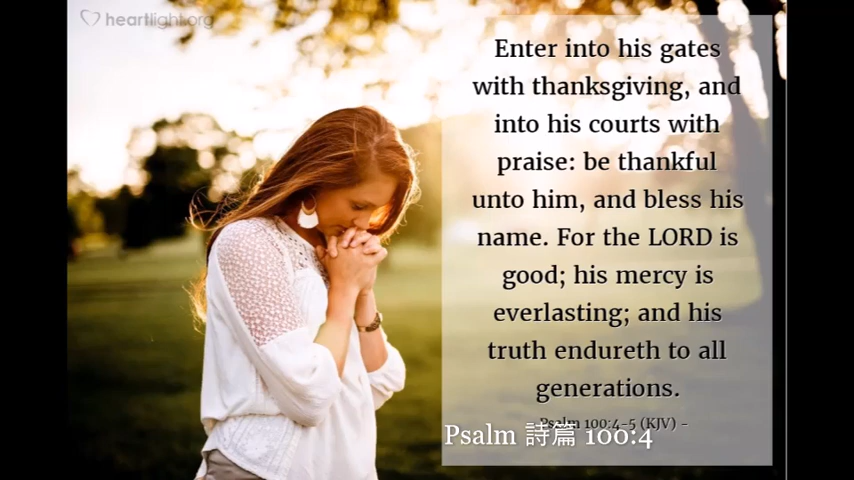 heartlight.org
Enter into his gates
with thanksgiving, and
into his courts with
praise: be thankful
unto him, and bless his
name. For the LORD is
good; his mercy is
everlasting; and his
truth endureth to all
generations.
- Psalm 100:4-5 (KJV) -
Psalm 詩篇 100:4